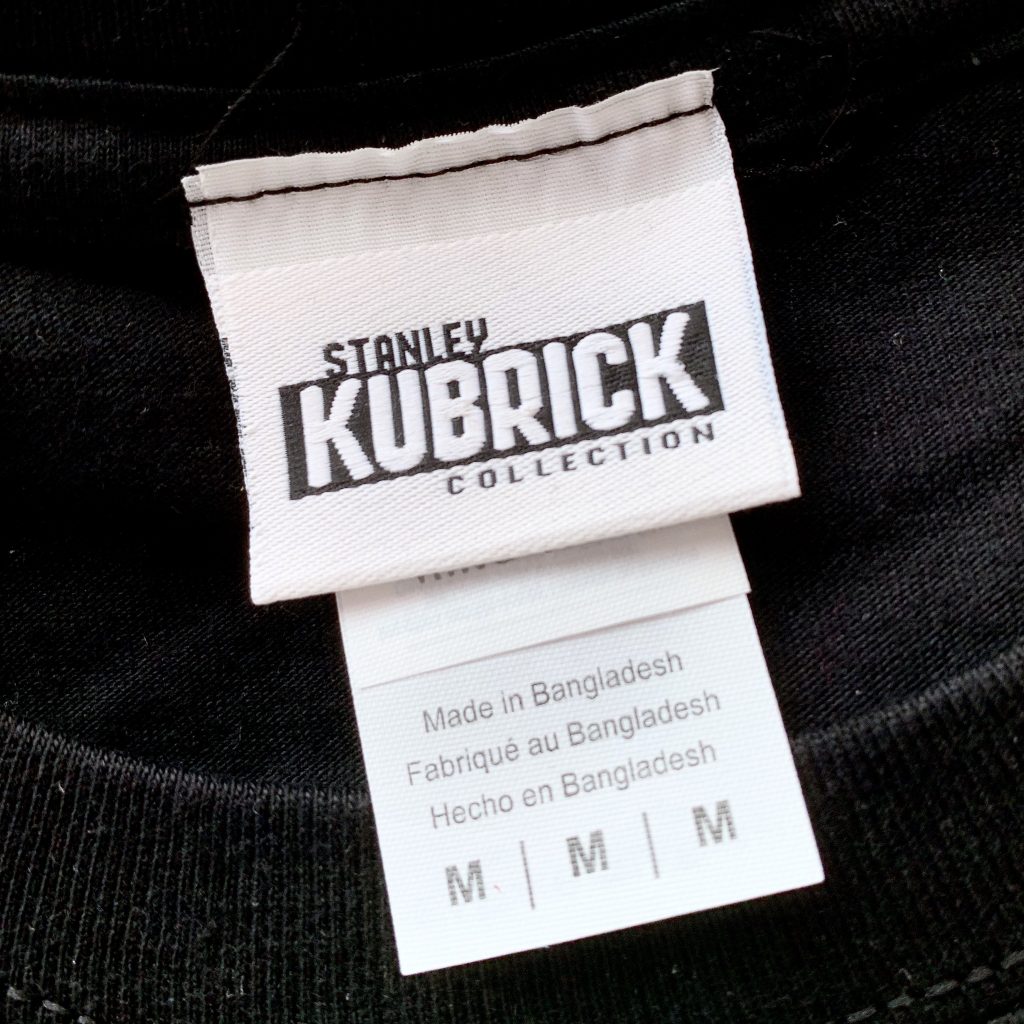 STANLEY
KUBRICK
COLLECTION
Made in Bangladesh
Fabriqué au Bangladesh
Hecho en Bangladesh
M | M | M